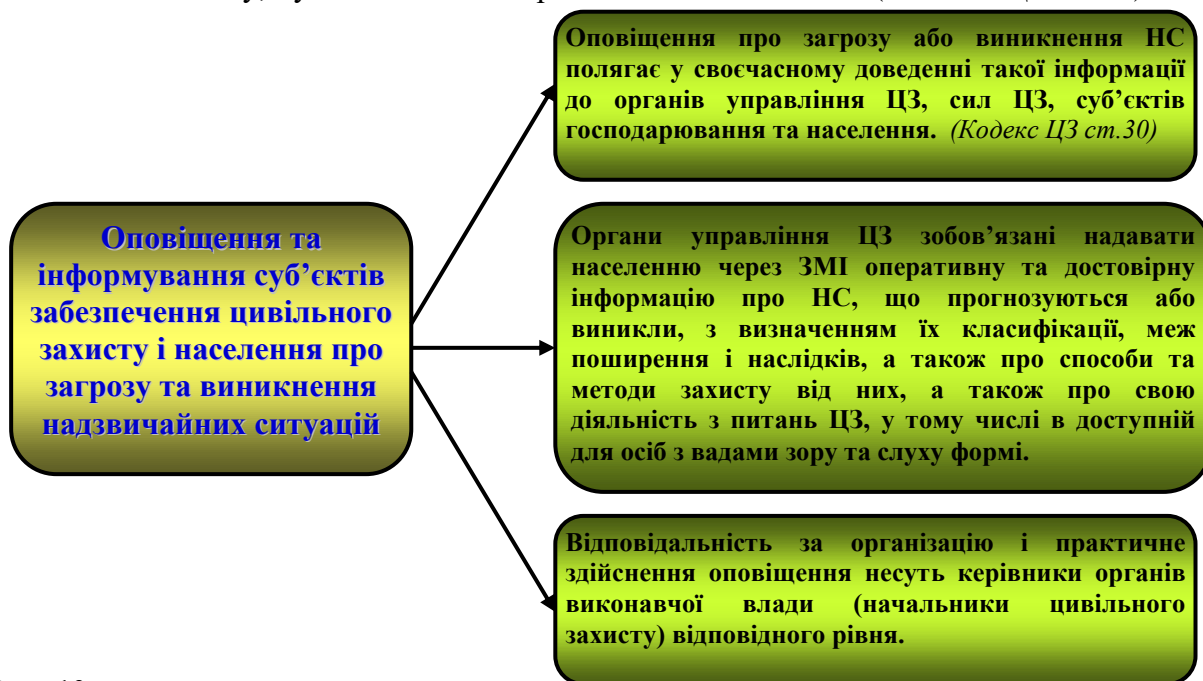 Оповіщення про загрозу або виникнення НС
полягає у своєчасному доведенні такої інформації
до органів управління ЦЗ, сил ЦЗ, суб’єктів
господарювання та населення. (Кодекс ЦЗ ст.30)
Оповіщення та
інформування суб’єктів
забезпечення цивільного
захисту і населення про
загрозу та виникнення
надзвичайних ситуацій
Органи управління ЦЗ зобов’язані надавати
населенню через ЗМІ оперативну та достовірну
інформацію про НС, що прогнозуються або
виникли, з визначенням їх класифікації, меж
поширення і наслідків, а також про способи та
методи захисту від них, а також про свою
діяльність з питань ЦЗ, у тому числі в доступній
для осіб з вадами зору та слуху формі.
Відповідальність за організацію і практичне
здійснення оповіщення несуть керівники органів
виконавчої влади (начальники цивільного
захисту) відповідного рівня.